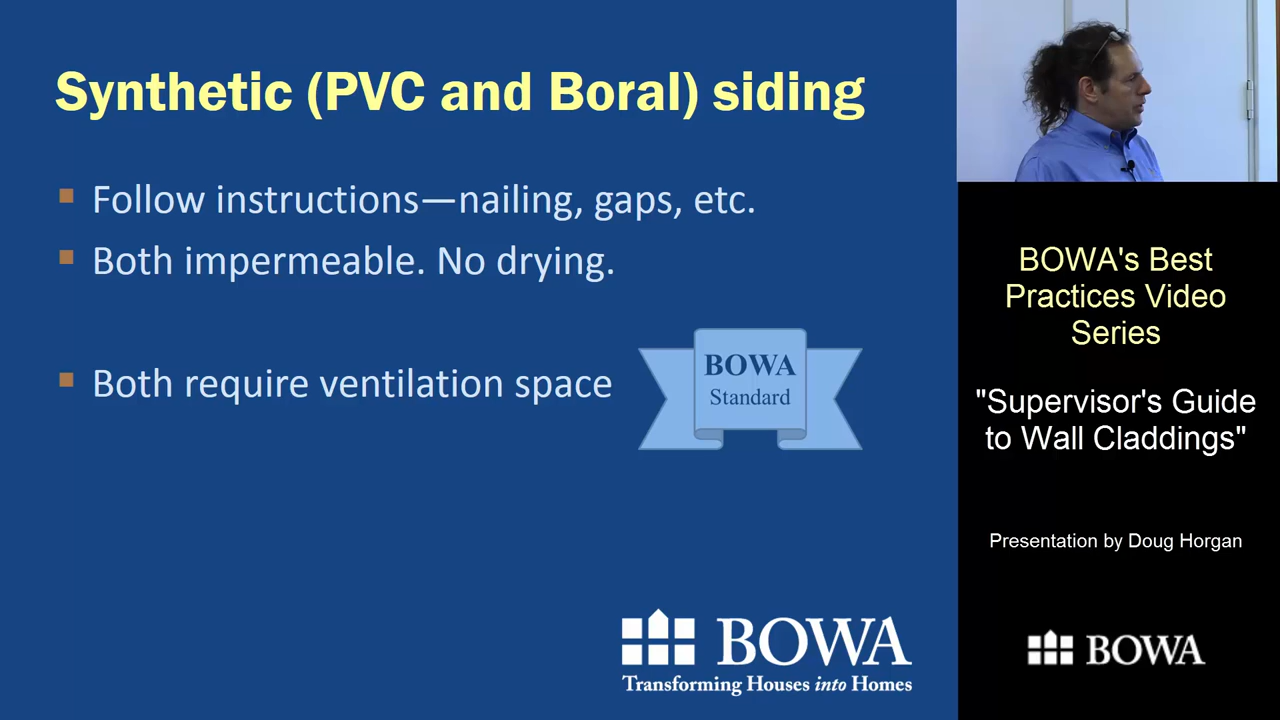 Synthetic (PVC and Boral) siding
Follow instructions—nailing, gaps, etc.
Both impermeable. No drying.
Both require ventilation space
BOWA
Standard
BOWA
Transforming Houses into Homes
BOWA's Best
Practices Video
Series
"Supervisor's Guide
to Wall Claddings"
Presentation by Doug Horgan
BOWA